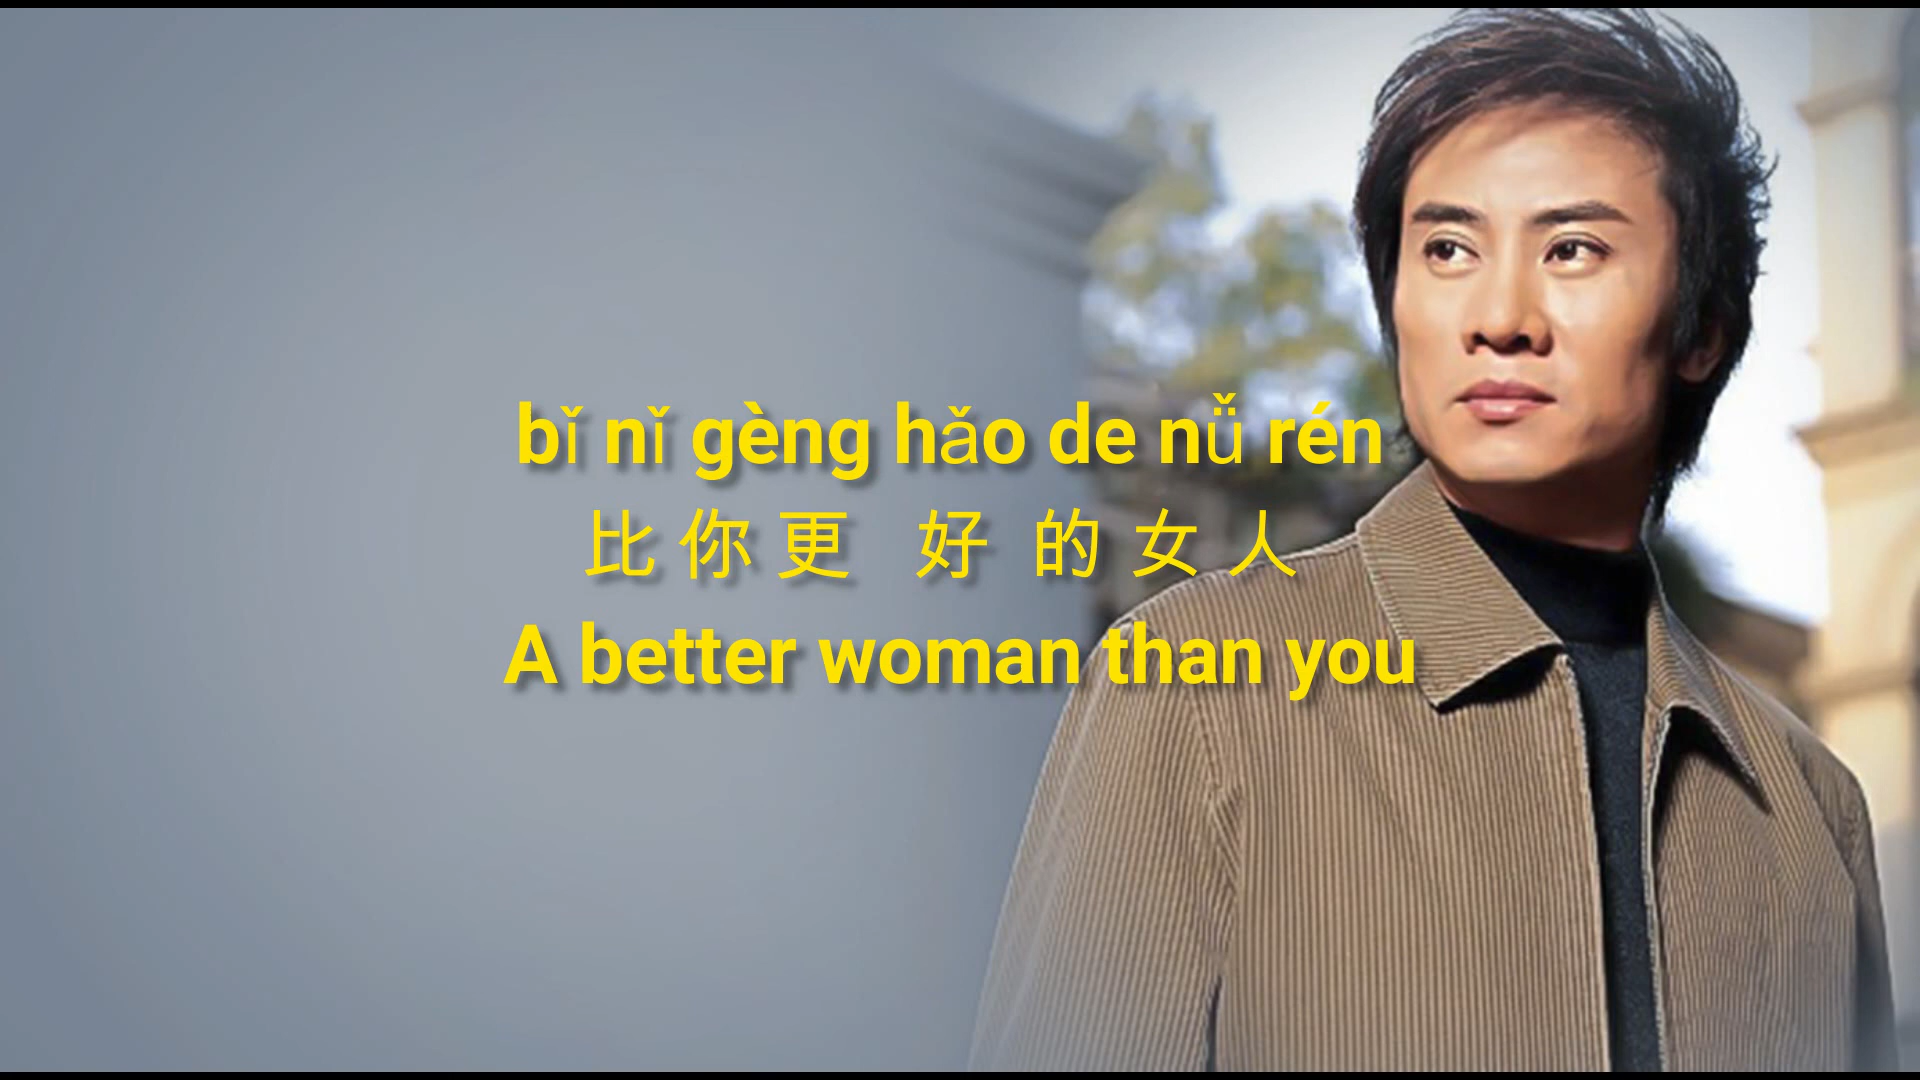 bǐ nǐ gèng hǎo de nǚ rén
比 你 更 好 的 女 人
A better woman than you